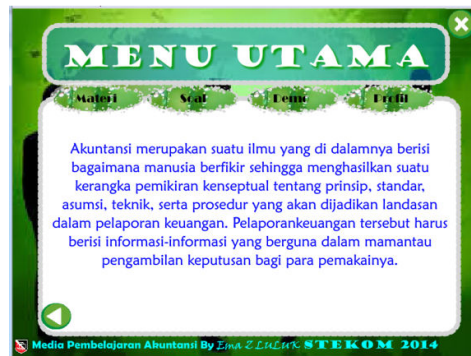 MENU UTAMA
Materi Soal Demo Profil
Akuntansi merupakan suatu ilmu yang di dalamnya berisi
bagaimana manusia berfikir sehingga menghasilkan suatu
kerangka pemikiran kenseptual tentang prinsip, standar,
asumsi, teknik, serta prosedur yang akan dijadikan landasan
dalam pelaporan keuangan. Pelaporankeuangan tersebut harus
berisi informasi-informasi yang berguna dalam mamantau
pengambilan keputusan bagi para pemakainya.
Media Pembelajaran Akuntansi By Ema Z LULUK STEKOM 2014